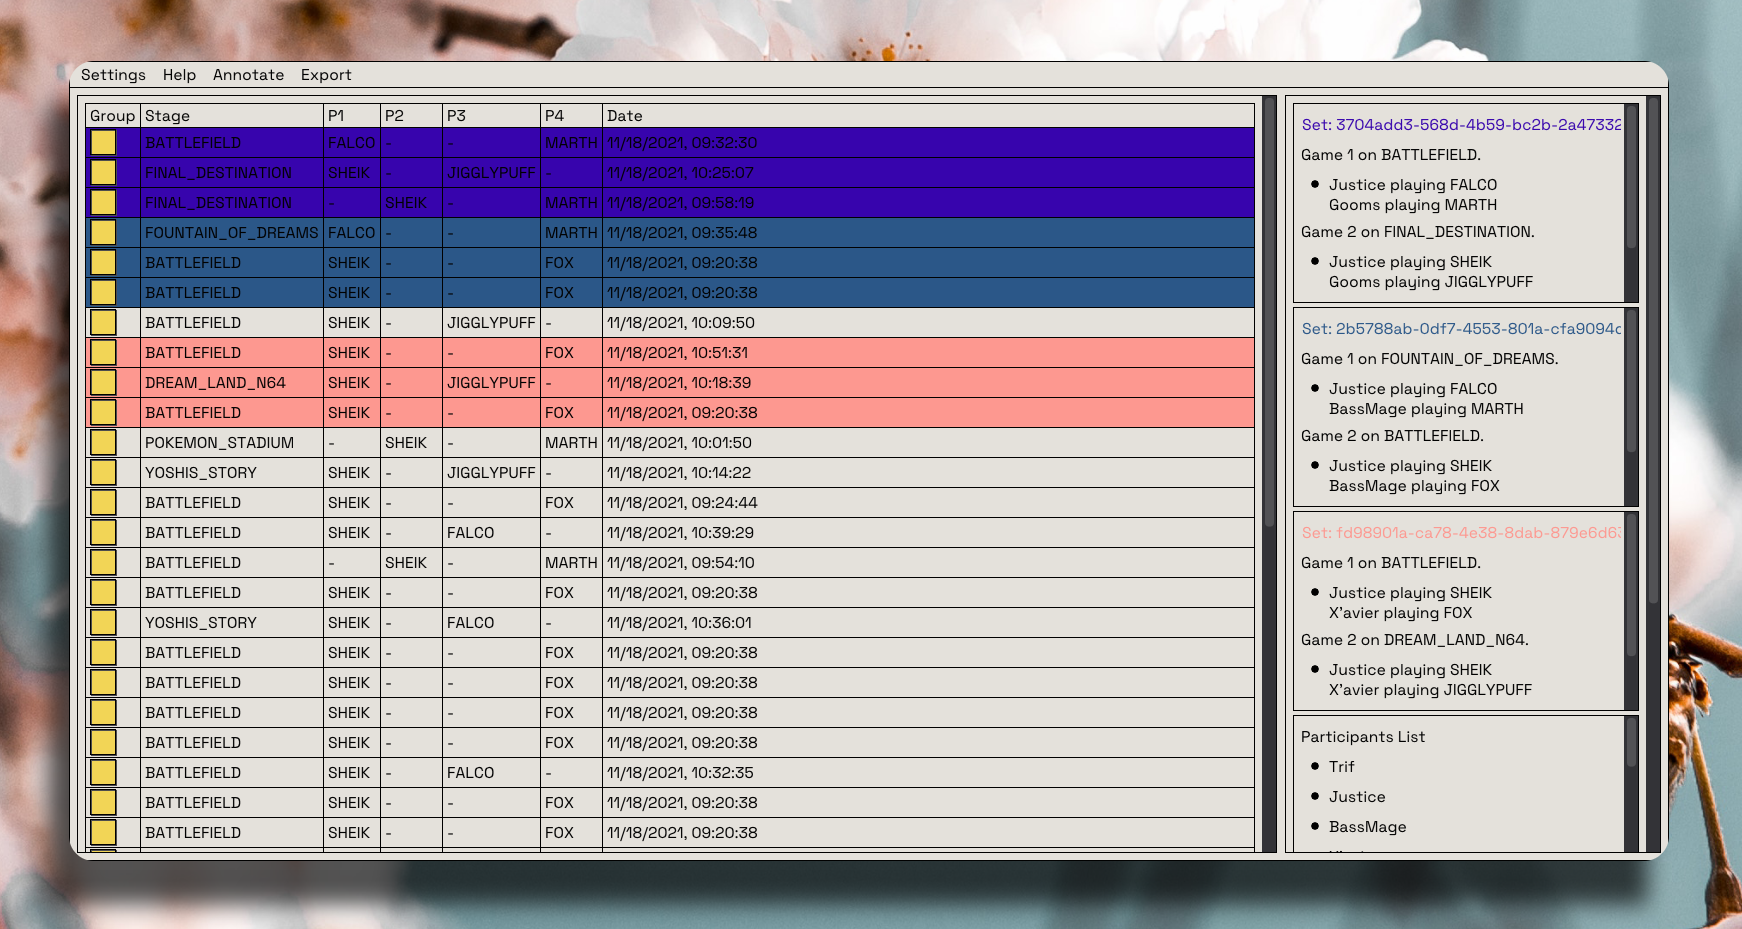 Settings Help Annotate Export
Group Stage P1 P2 P3 P4 Date
BATTLEFIELD FALCO - - MARTH 11/18/2021, 09:32:30
FINAL_DESTINATION SHEIK - JIGGLYPUFF - 11/18/2021, 10:25:07
FINAL_DESTINATION - SHEIK - MARTH 11/18/2021, 09:58:19
FOUNTAIN_OF_DREAMS FALCO - - MARTH 11/18/2021, 09:35:48
BATTLEFIELD SHEIK - - FOX 11/18/2021, 09:20:38
BATTLEFIELD SHEIK - - FOX 11/18/2021, 09:20:38
BATTLEFIELD SHEIK - JIGGLYPUFF - 11/18/2021, 10:09:50
BATTLEFIELD SHEIK - - FOX 11/18/2021, 10:51:31
DREAM_LAND_N64 SHEIK - JIGGLYPUFF - 11/18/2021, 10:18:39
BATTLEFIELD SHEIK - - FOX 11/18/2021, 09:20:38
POKEMON_STADIUM - SHEIK - MARTH 11/18/2021, 10:01:50
YOSHIS_STORY SHEIK - JIGGLYPUFF - 11/18/2021, 10:14:22
BATTLEFIELD SHEIK - - FOX 11/18/2021, 09:24:44
BATTLEFIELD SHEIK - FALCO - 11/18/2021, 10:39:29
BATTLEFIELD - SHEIK - MARTH 11/18/2021, 09:54:10
BATTLEFIELD SHEIK - - FOX 11/18/2021, 09:20:38
YOSHIS_STORY SHEIK - FALCO - 11/18/2021, 10:36:01
BATTLEFIELD SHEIK - - FOX 11/18/2021, 09:20:38
BATTLEFIELD SHEIK - - FOX 11/18/2021, 09:20:38
BATTLEFIELD SHEIK - - FOX 11/18/2021, 09:20:38
BATTLEFIELD SHEIK - - FOX 11/18/2021, 09:20:38
BATTLEFIELD SHEIK - FALCO - 11/18/2021, 10:32:35
BATTLEFIELD SHEIK - - FOX 11/18/2021, 09:20:38
BATTLEFIELD SHEIK - - FOX 11/18/2021, 09:20:38
Set: 3704add3-568d-4b59-bc2b-2a47332
Game 1 on BATTLEFIELD.
● Justice playing FALCO
Gooms playing MARTH
Game 2 on FINAL_DESTINATION.
● Justice playing SHEIK
Gooms playing JIGGLYPUFF
Set: 2b5788ab-0df7-4553-801a-cfa9094c
Game 1 on FOUNTAIN_OF_DREAMS.
● Justice playing FALCO
BassMage playing MARTH
Game 2 on BATTLEFIELD.
● Justice playing SHEIK
BassMage playing FOX
Set: fd98901a-ca78-4e38-8dab-879e6d6
Game 1 on BATTLEFIELD.
● Justice playing SHEIK
X'avier playing FOX
Game 2 on DREAM_LAND_N64.
● Justice playing SHEIK
X'avier playing JIGGLYPUFF
Participants List
● Trif
● Justice
● BassMage